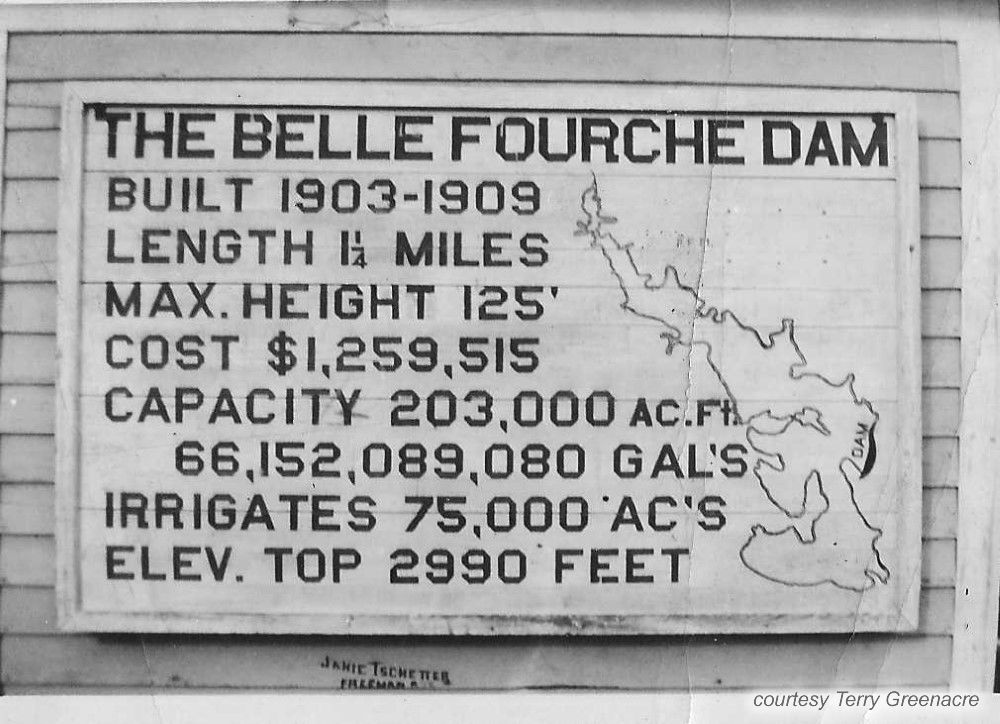 THE BELLE FOURCHE DAM
BUILT 1903-1909
LENGTH 1¼ MILES
MAX. HEIGHT 125'
COST $1,259,515
CAPACITY 203,000 AC.Ft.
66,152,089,080 GAL'S
IRRIGATES 75,000 AC'S
ELEV. TOP 2990 FEET
DAM
JANIE TSCHETTER
FREEMAN
courtesy Terry Greenacre